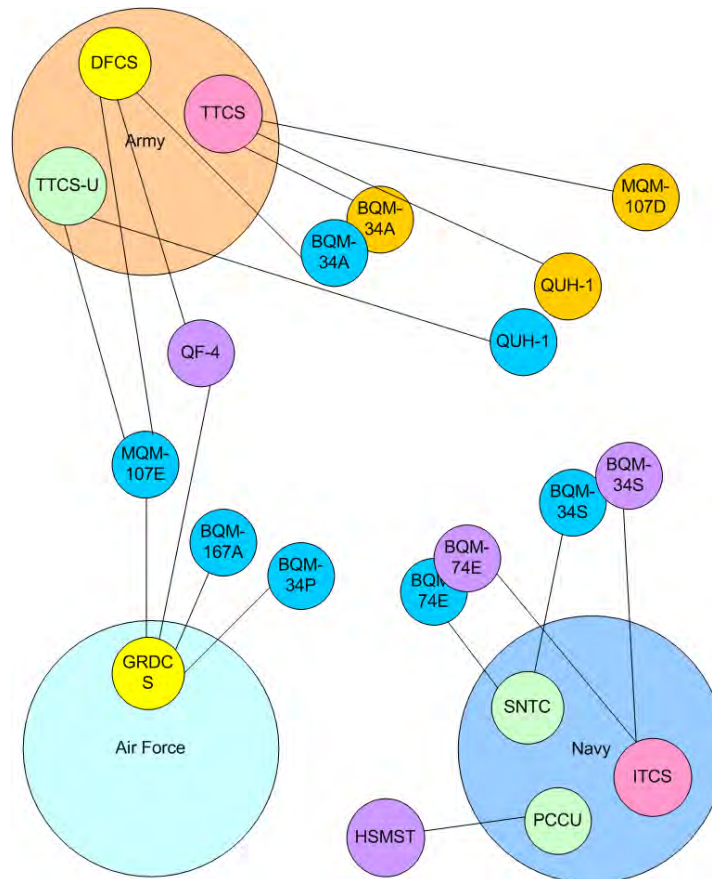 DFCS
TTCS
Army
TTCS-U
MQM-
107D
BQM-
34A
BQM-
34A
QUH-1
QUH-1
QF-4
MQM-
107E
BQM-
34S
BQM-
34S
BQM-
167A
BQM-
74E
BQM-
34P
BQM-
74E
GRDC
S
SNTC
Air Force
Navy
ITCS
PCCU
HSMST